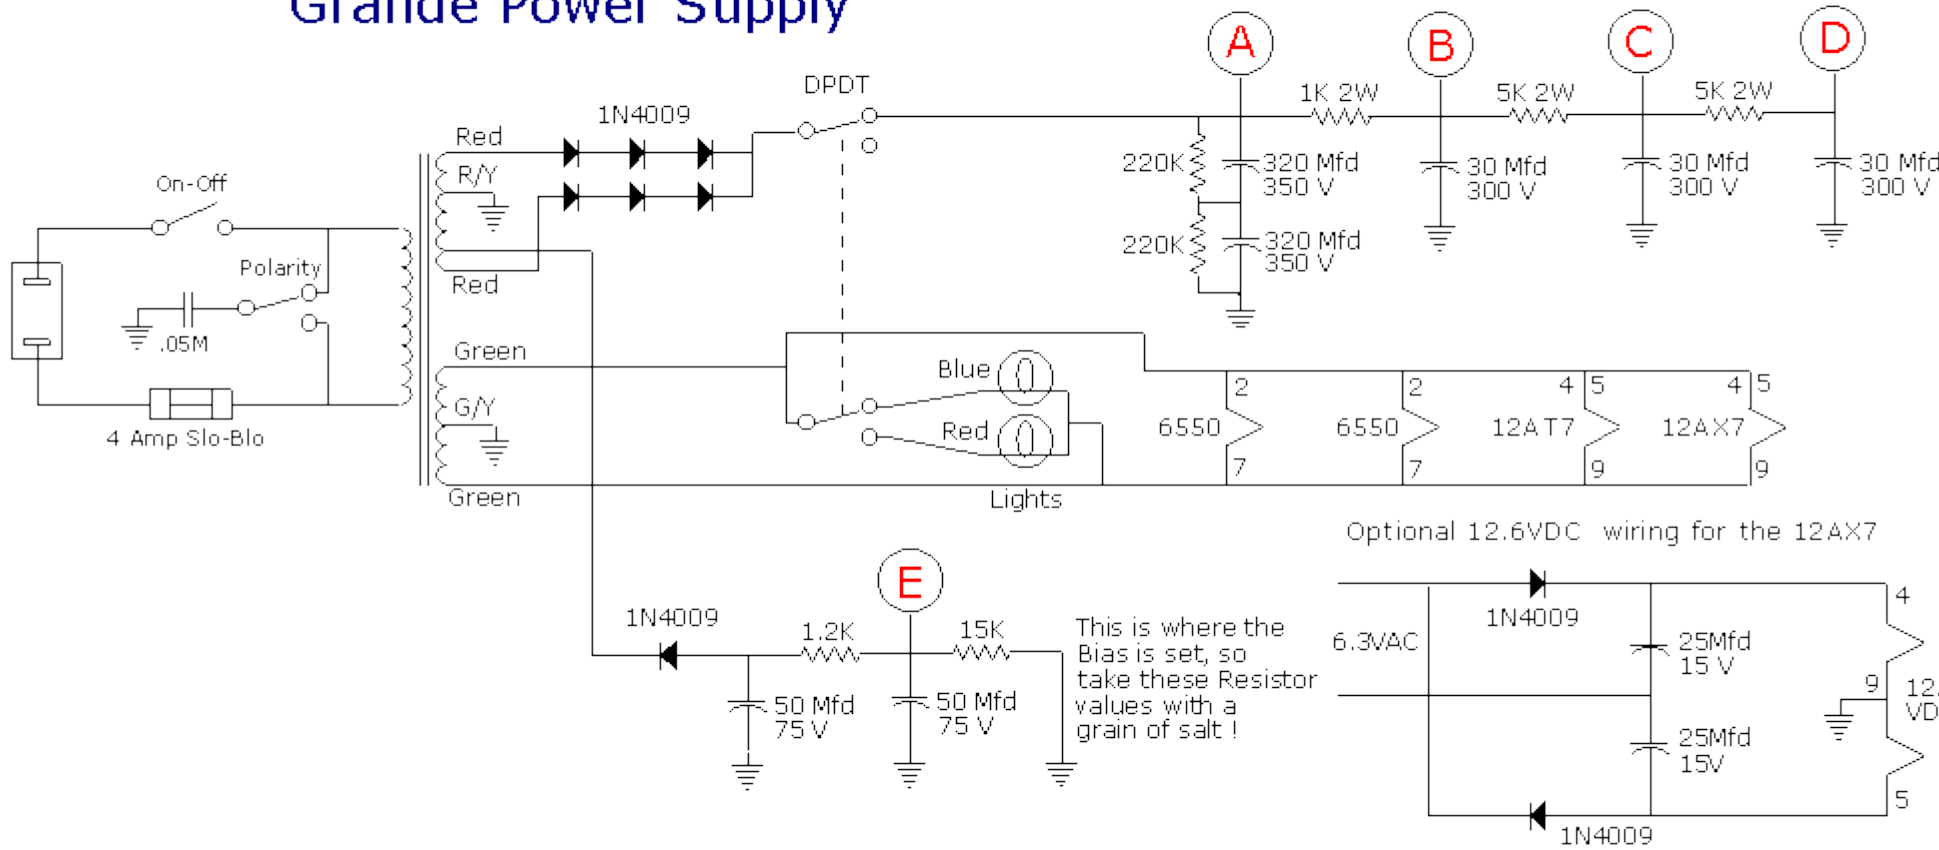 Grande Power Supply
A
B
C
D
DPDT
1N4009
1K 2W
5K 2W
5K 2W
Red
R/Y
Red
On-Off
Polarity
.05M
4 Amp Slo-Blo
220K
320 Mfd
350 V
220K
320 Mfd
350 V
30 Mfd
300 V
30 Mfd
300 V
30 Mfd
300 V
Green
G/Y
Green
Blue
Red
Lights
2
6550
7
2
6550
7
4 5
12AT7
9
4 5
12AX7
9
E
1N4009
1.2K
15K
50 Mfd
75 V
50 Mfd
75 V
This is where the
Bias is set, so
take these Resistor
values with a
grain of salt !
Optional 12.6VDC wiring for the 12AX7
1N4009
6.3VAC
25Mfd
15 V
25Mfd
15V
1N4009
4
9
12.
VD
5